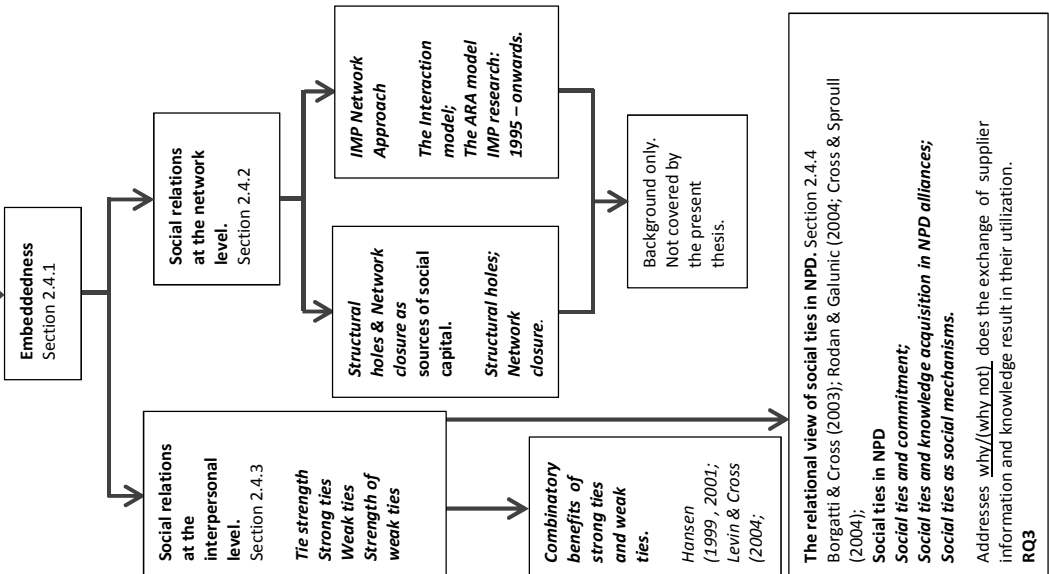 Embeddedness
Section 2.4.1
Social relations
at the
interpersonal
level.
Section 2.4.3
Tie strength
Strong ties
Weak ties
Strength of
weak ties
Social relations
at the network
level.
Section 2.4.2
Combinatory
benefits of
strong ties
and weak
ties.
Hansen
(1999 , 2001;
Levin & Cross
(2004;
Structural
holes & Network
closure as
sources of social
capital.
Structural holes;
Network
closure.
IMP Network
Approach
The Interaction
model;
The ARA model
IMP research:
1995 – onwards.
Background only.
Not covered by
the present
thesis.
The relational view of social ties in NPD. Section 2.4.4
Borgatti & Cross (2003); Rodan & Galunic (2004; Cross & Sproull
(2004);
Social ties in NPD
Social ties and commitment;
Social ties and knowledge acquisition in NPD alliances;
Social ties as social mechanisms.
Addresses why/(why not) does the exchange of supplier
information and knowledge result in their utilization.
RQ3